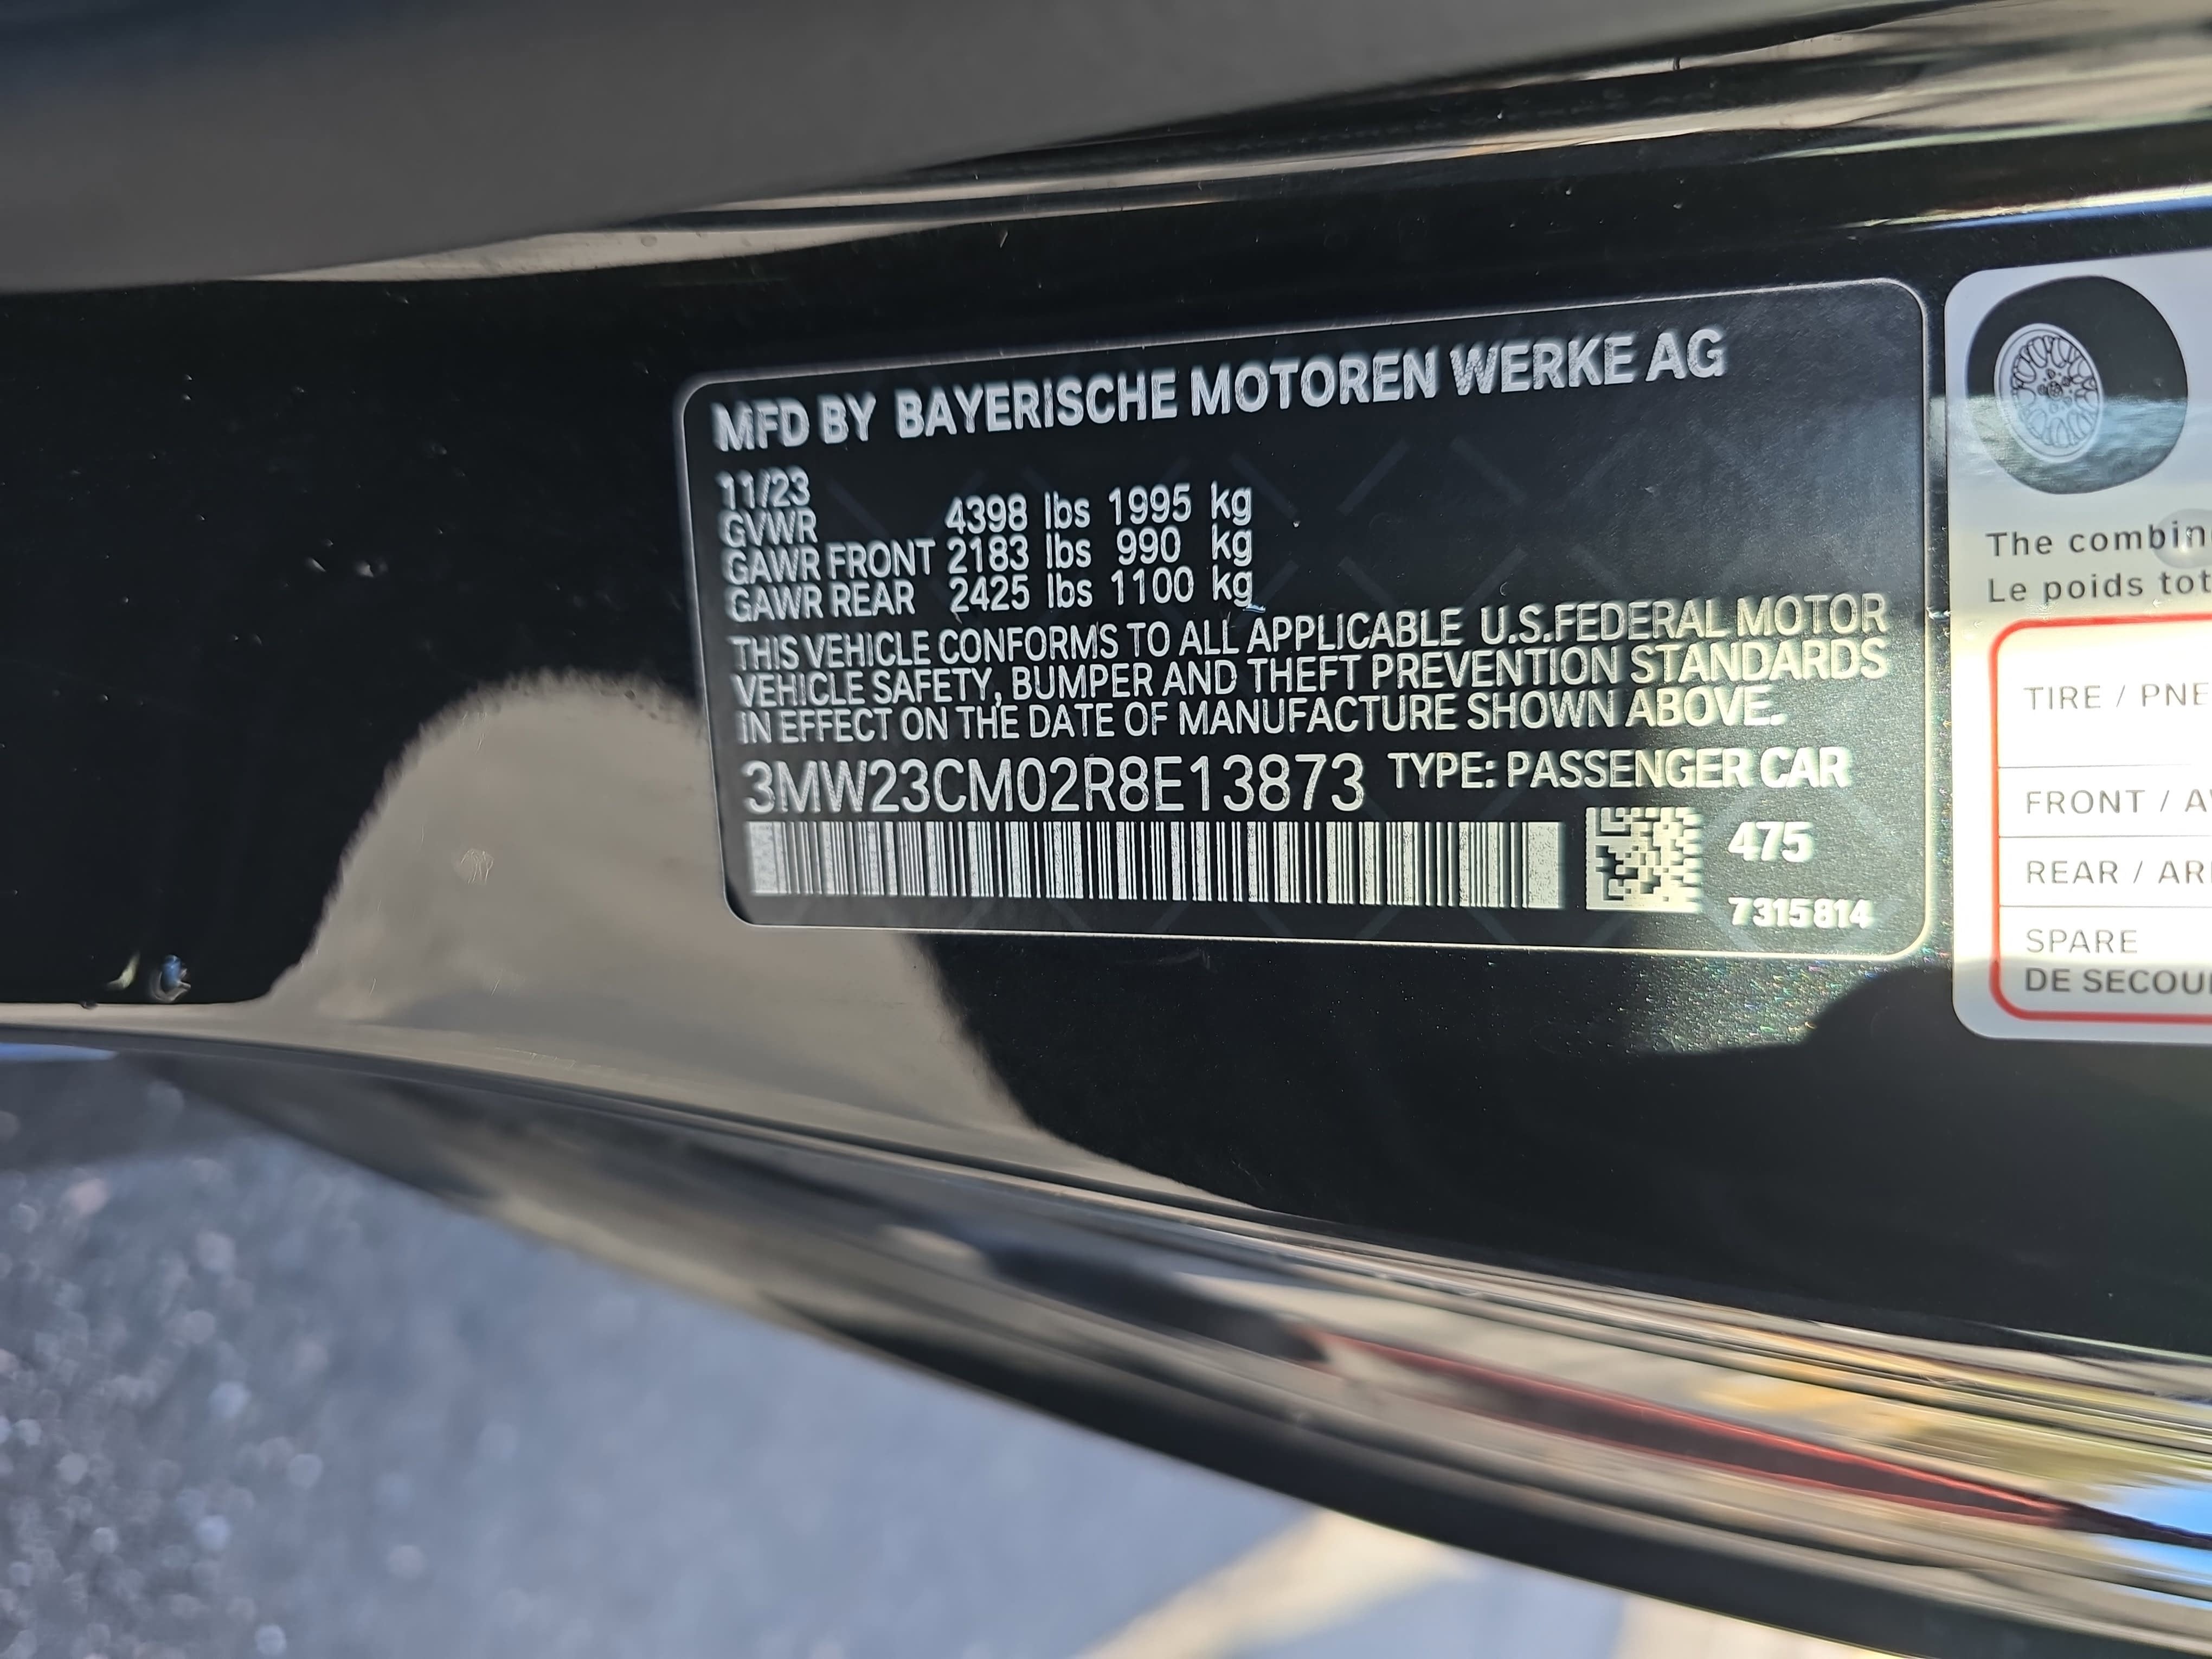 MFD BY BAYERISCHE MOTOREN WERKE AG
11/23
GVWR 4398 lbs 1995 kg
GAWR FRONT 2183 lbs 990 kg
GAWR REAR 2425 lbs 1100 kg
THIS VEHICLE CONFORMS TO ALL APPLICABLE U.S.FEDERAL MOTOR
VEHICLE SAFETY, BUMPER AND THEFT PREVENTION STANDARDS
IN EFFECT ON THE DATE OF MANUFACTURE SHOWN ABOVE.
3MW23CM02R8E13873 TYPE: PASSENGER CAR
475
7315814
The combin
Le poids tot
TIRE / PNE
FRONT / A
REAR / AR
SPARE
DE SECOU